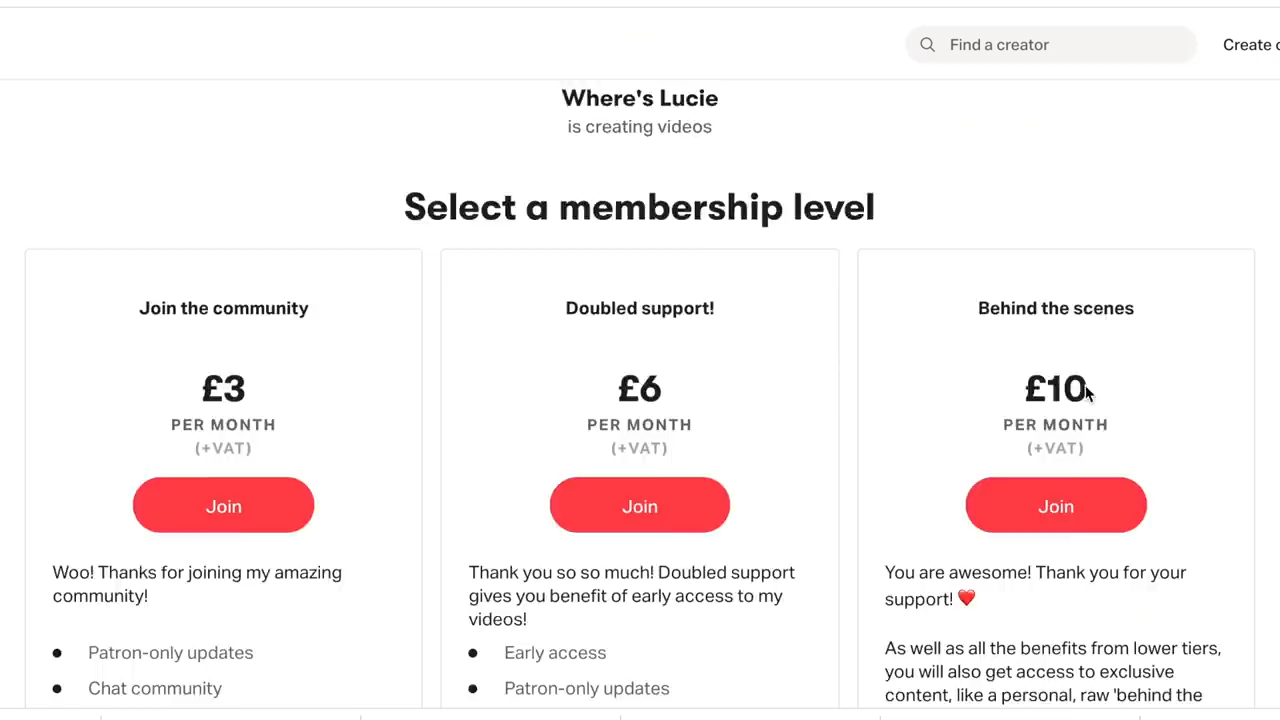 Find a creator
Create
Where's Lucie
is creating videos
Select a membership level
Join the community
£3
PER MONTH
(+VAT)
Join
Woo! Thanks for joining my amazing
community!
Patron-only updates
Chat community
Doubled support!
£6
PER MONTH
(+VAT)
Join
Thank you so so much! Doubled support
gives you benefit of early access to my
videos!
Early access
Patron-only updates
Behind the scenes
£10
PER MONTH
(+VAT)
Join
You are awesome! Thank you for your
support! ❤️
As well as all the benefits from lower tiers,
you will also get access to exclusive
content, like a personal, raw 'behind the